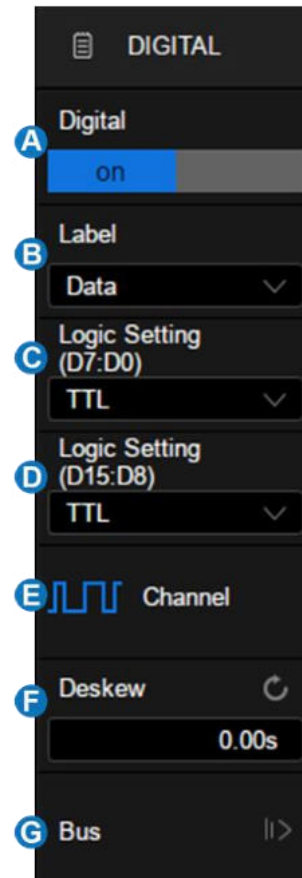 DIGITAL
A
Digital
on
B
Label
Data
C
Logic Setting
(D7:D0)
TTL
D
Logic Setting
(D15:D8)
TTL
E
Channel
F
Deskew
0.00s
G
Bus